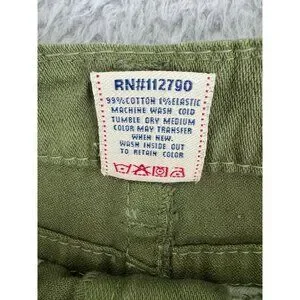 RN#112790
99%COTTON 1%ELASTIC
MACHINE WASH COLD
TUMBLE DRY MEDIUM
COLOR MAY TRANSFER
WHEN NEW.
WASH INSIDE OUT
TO RETAIN COLOR